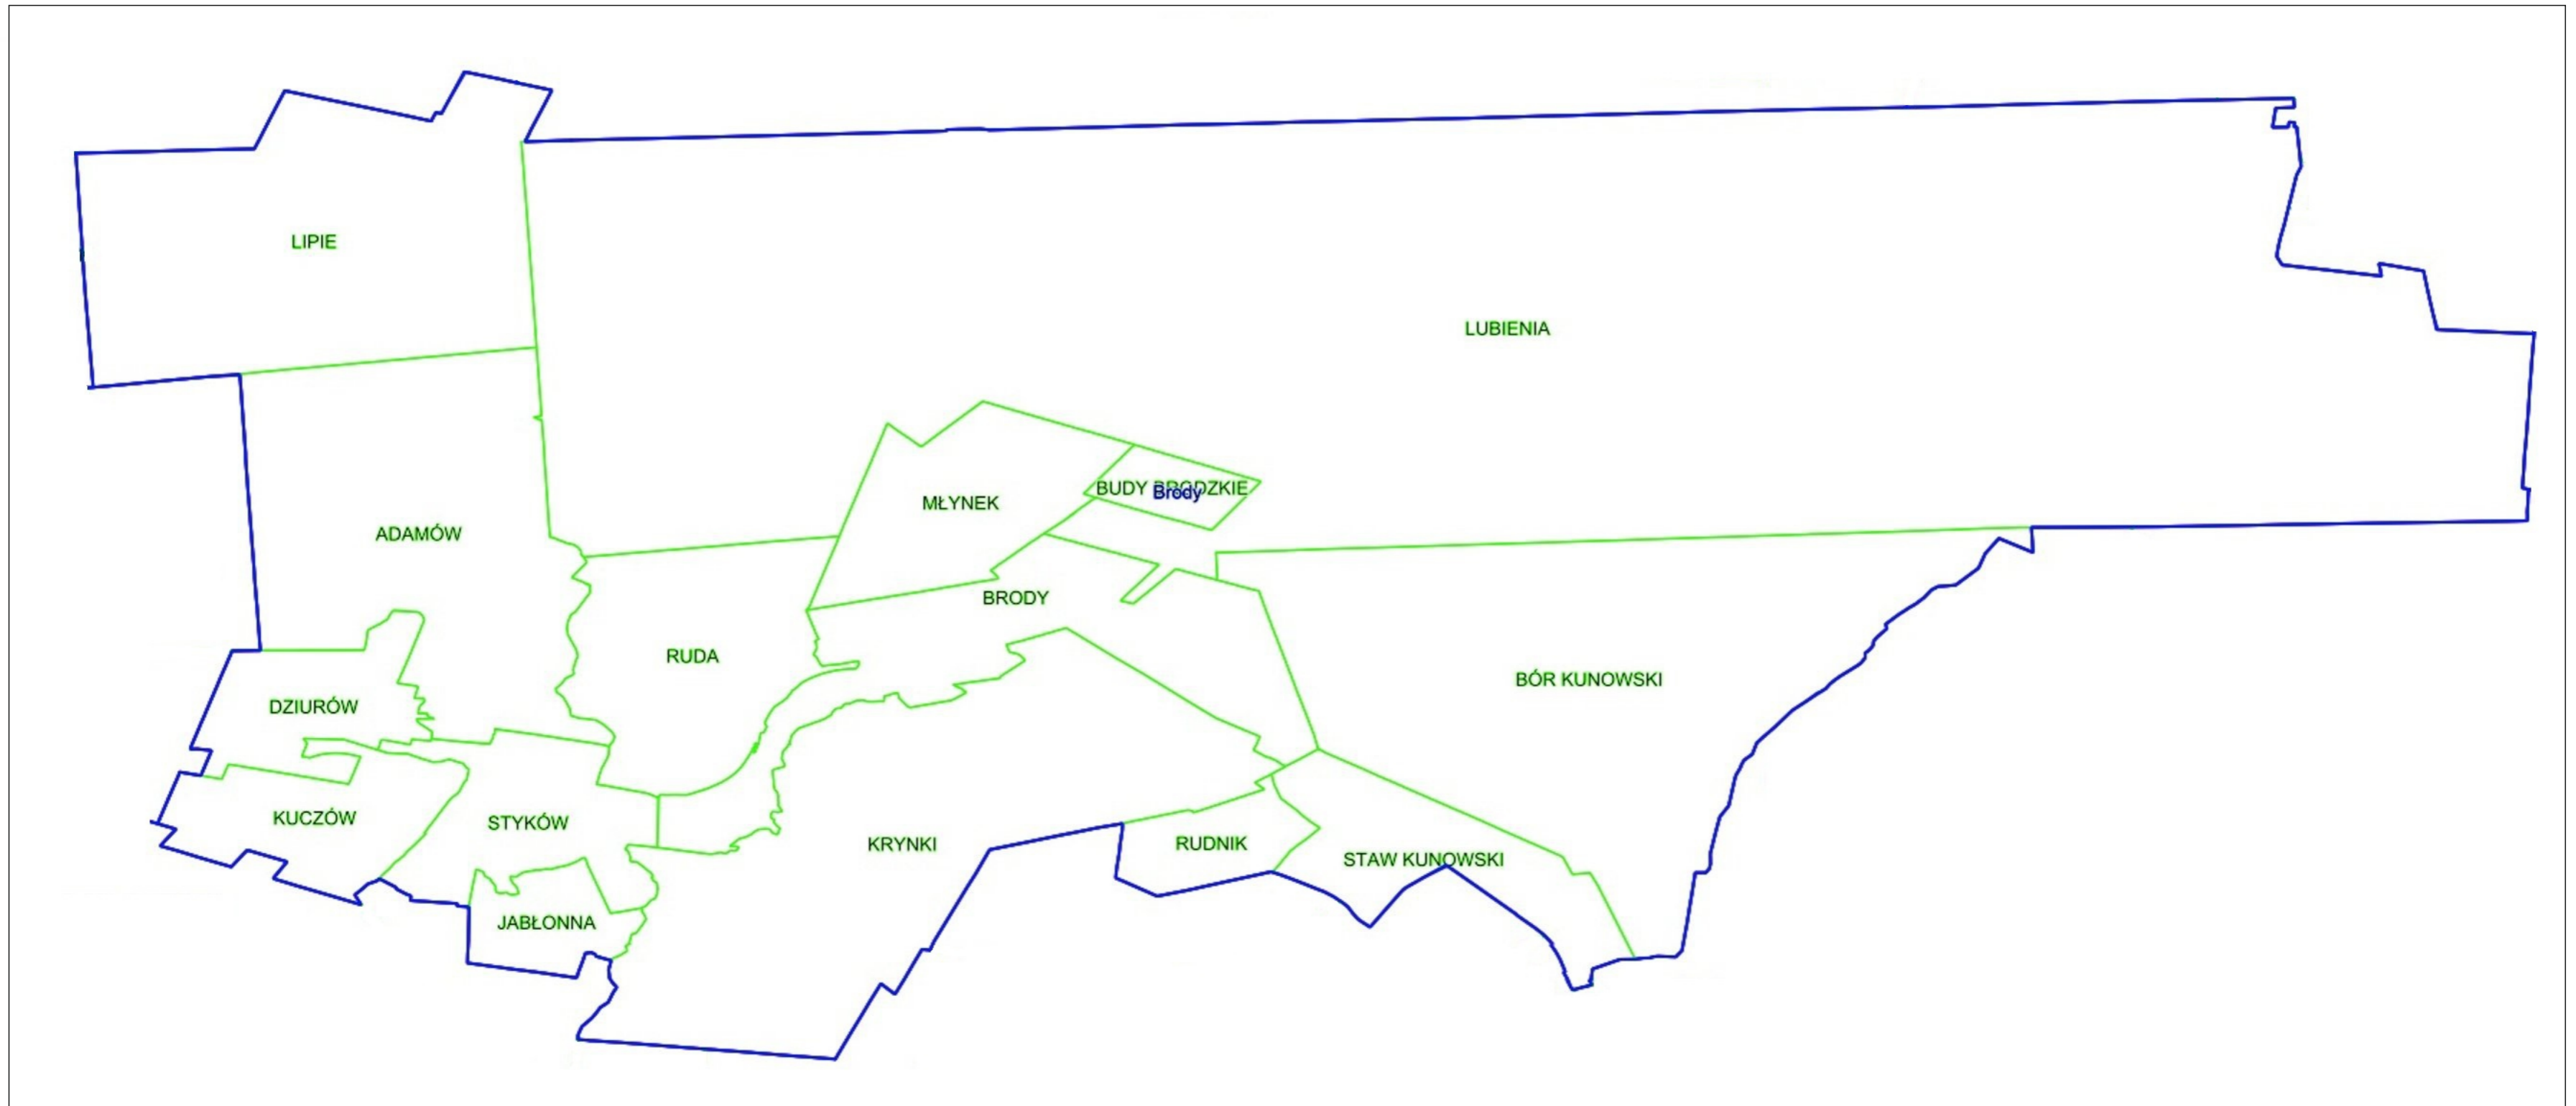 LIPIE
LUBIENIA
BUDY BRODZKIE
Brody
MŁYNEK
ADAMÓW
BRODY
RUDA
BÓR KUNOWSKI
DZIURÓW
KUCZÓW
STYKÓW
KRYNKI
RUDNIK
STAW KUNOWSKI
JABŁONNA